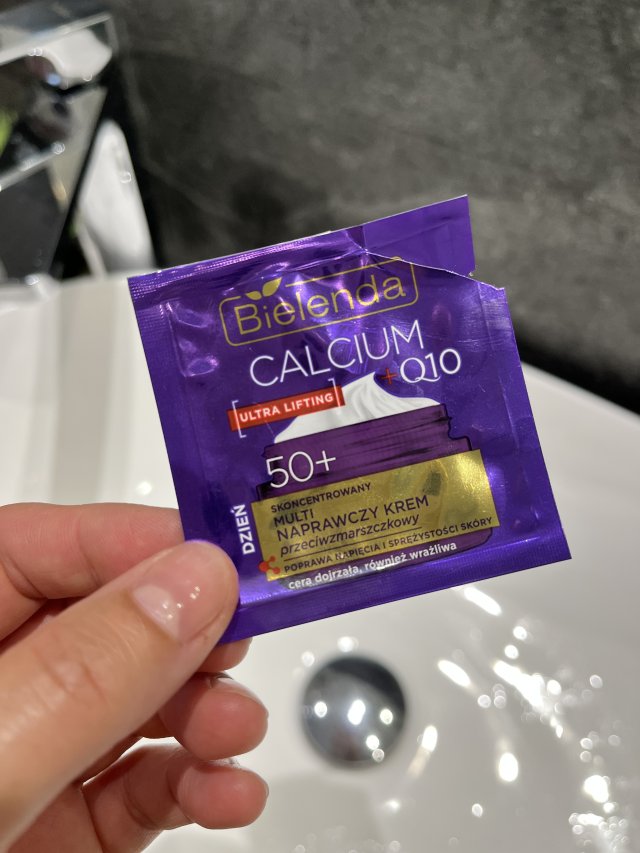 Bielenda
CALCIUM
+ Q10
[ULTRA LIFTING]
50+
DZIEŃ
SKONCENTROWANY
MULTI
NAPRAWCZY KREM
przeciwzmarszczkowy
POPRAWA NAPIĘCIA I SPRĘŻYSTOŚCI SKÓRY
cera dojrzała, również wrażliwa